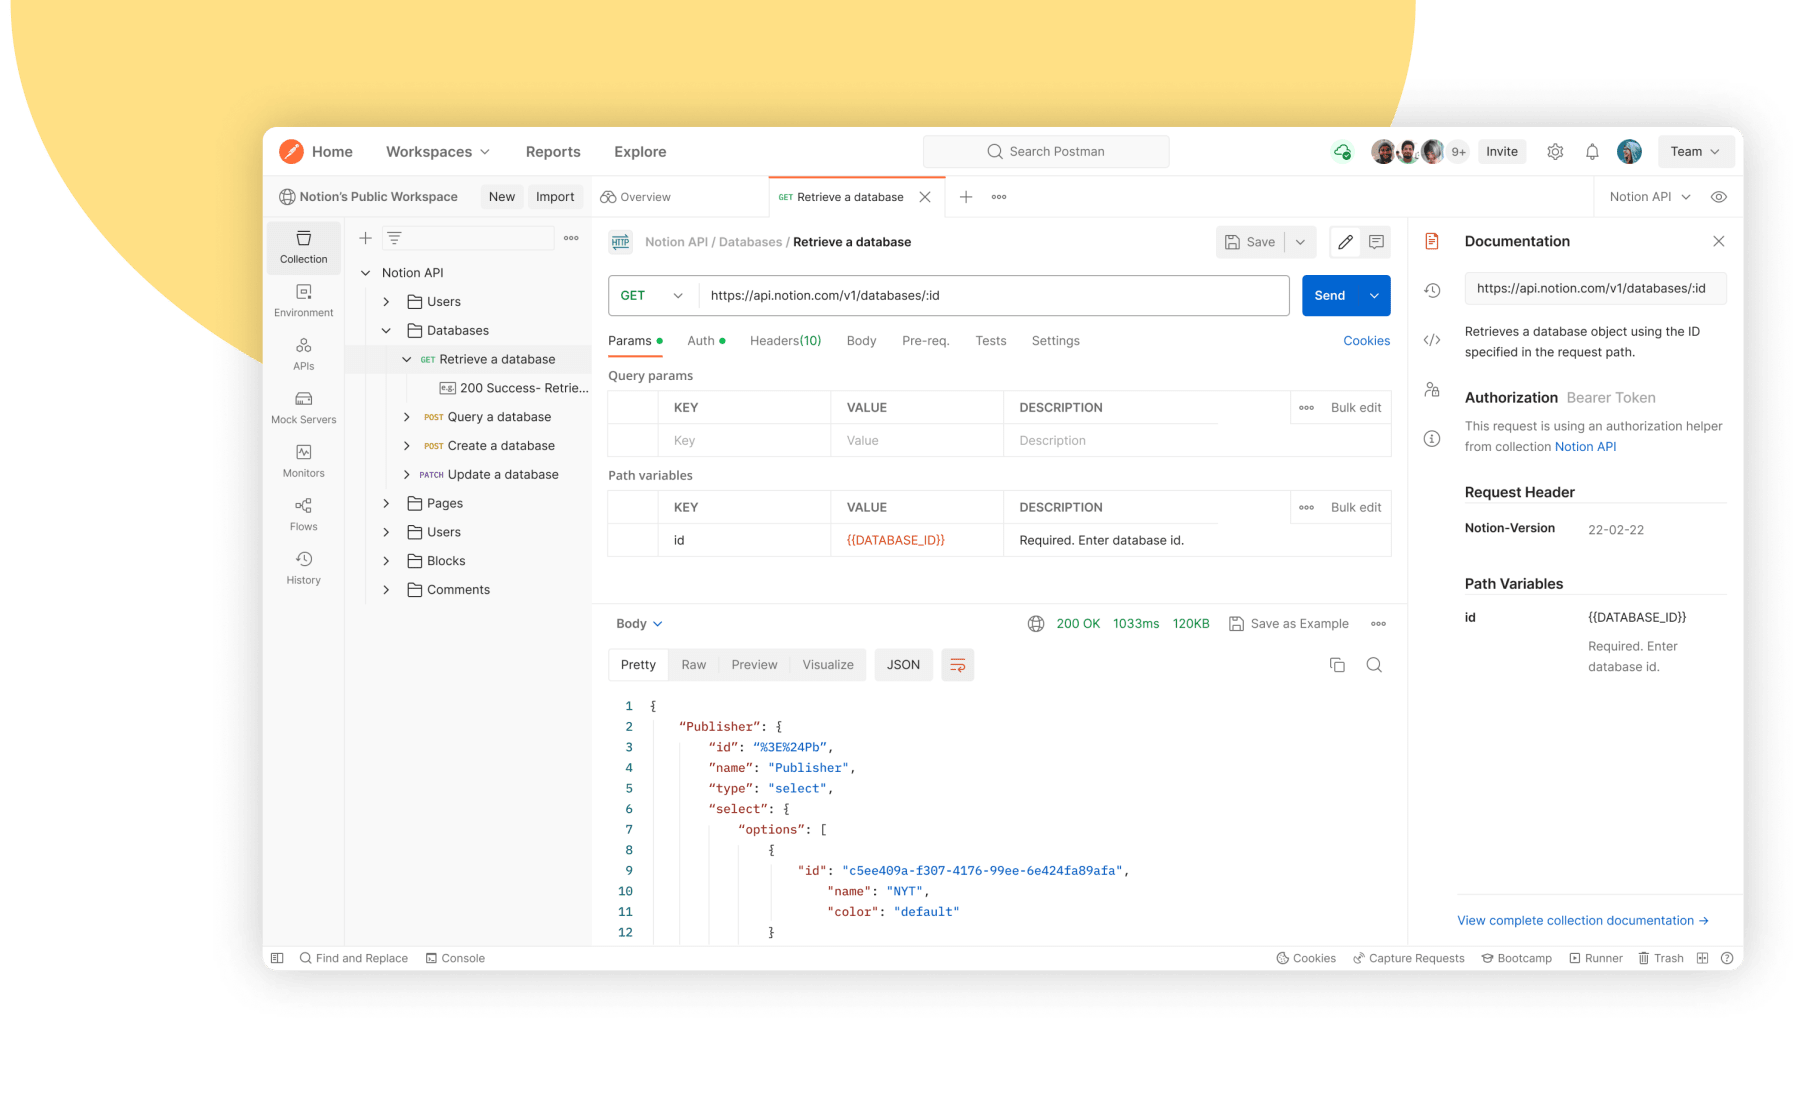 Home Workspaces Reports Explore Search Postman 9+ Invite Team
Notion’s Public Workspace New Import Overview GET Retrieve a database Notion API
Collection
Environment
APIs
Mock Servers
Monitors
Flows
History
Notion API
Users
Databases
GET Retrieve a database
e.g. 200 Success- Retrie...
POST Query a database
POST Create a database
PATCH Update a database
Pages
Users
Blocks
Comments
HTTP Notion API / Databases / Retrieve a database Save
GET https://api.notion.com/v1/databases/:id Send
Params Auth Headers(10) Body Pre-req. Tests Settings Cookies
Query params
KEY VALUE DESCRIPTION Bulk edit
Key Value Description
Path variables
KEY VALUE DESCRIPTION Bulk edit
id {{DATABASE_ID}} Required. Enter database id.
Body 200 OK 1033ms 120KB Save as Example
Pretty Raw Preview Visualize JSON
1 {
2 “Publisher”: {
3 “id”: “%3E%24Pb”,
4 ”name”: "Publisher",
5 “type”: "select",
6 “select”: {
7 “options”: [
8 {
9 "id": "c5ee409a-f307-4176-99ee-6e424fa89afa",
10 "name": "NYT",
11 "color": "default"
12 }
Documentation
https://api.notion.com/v1/databases/:id
Retrieves a database object using the ID
specified in the request path.
Authorization Bearer Token
This request is using an authorization helper
from collection Notion API
Request Header
Notion-Version 22-02-22
Path Variables
id {{DATABASE_ID}}
Required. Enter
database id.
View complete collection documentation →
Find and Replace Console Cookies Capture Requests Bootcamp Runner Trash